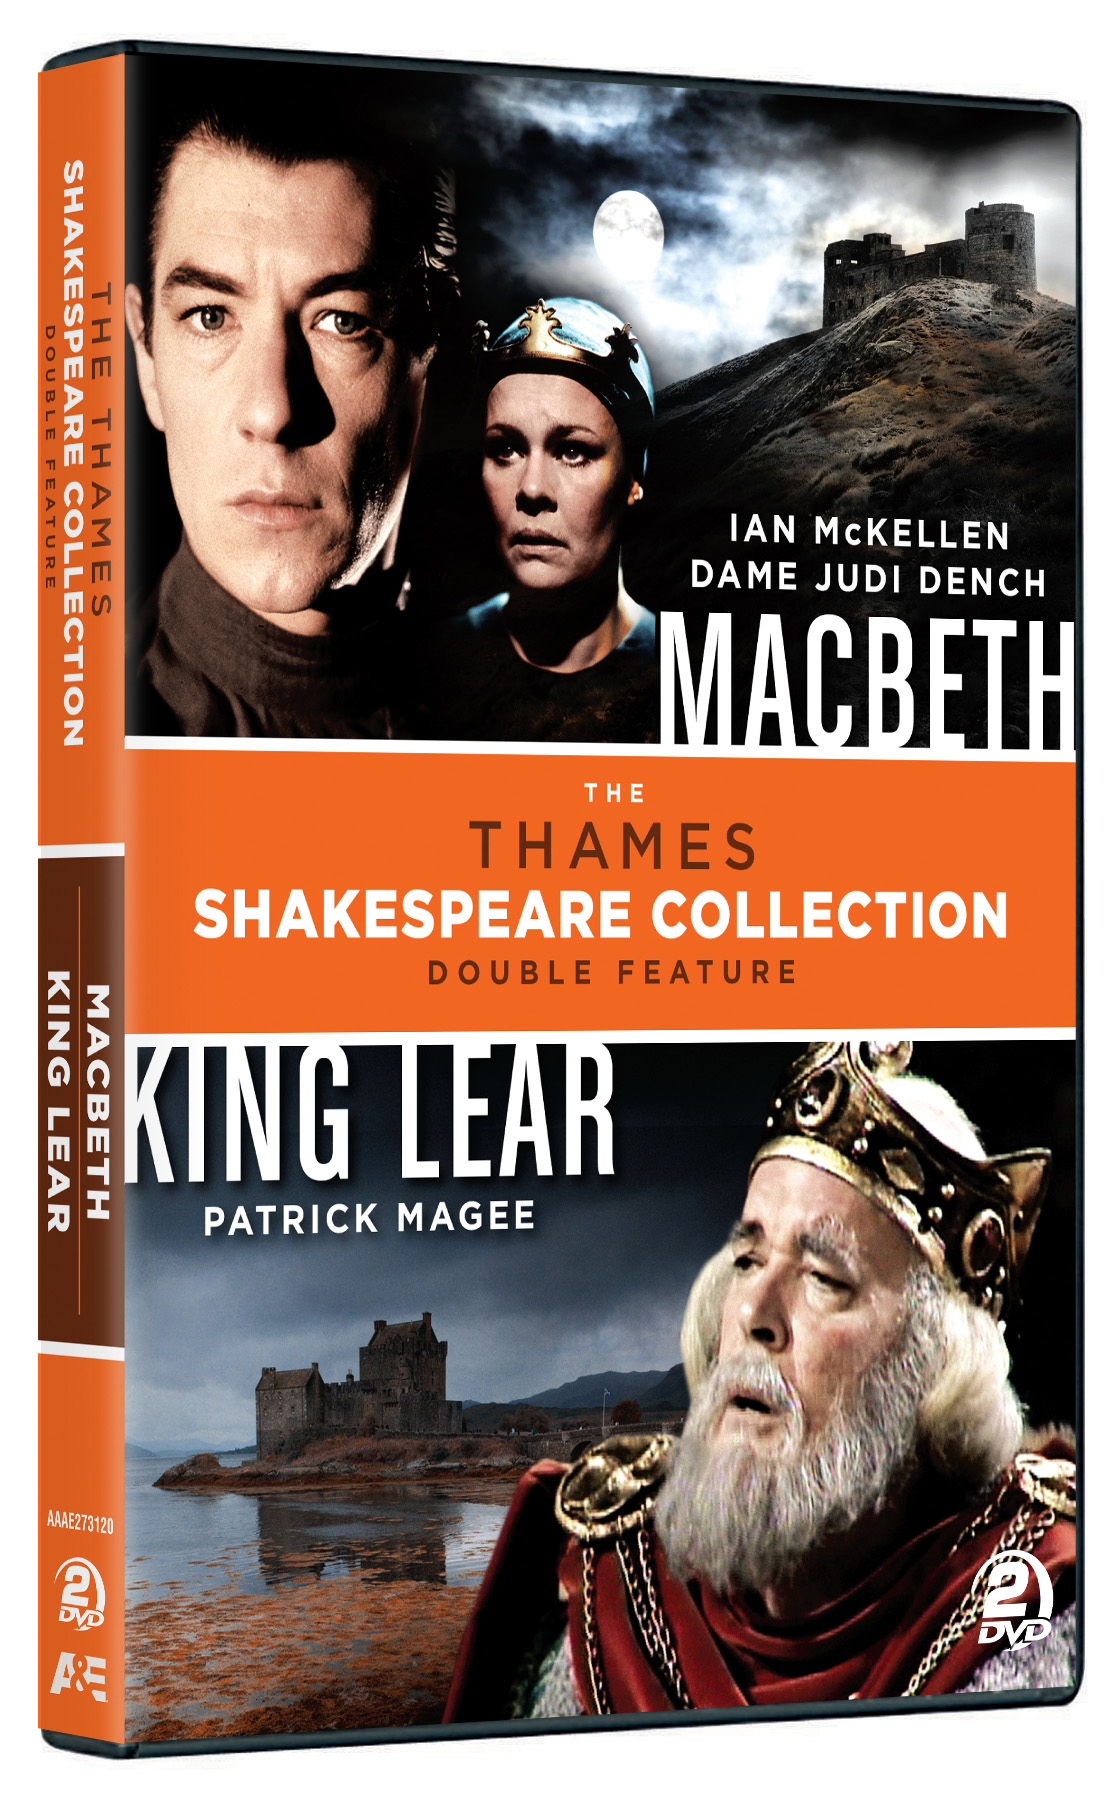 THE THAMES
SHAKESPEARE COLLECTION
DOUBLE FEATURE
MACBETH
KING LEAR
AAAE273120
2
DVD
A&E
IAN McKELLEN
DAME JUDI DENCH
MACBETH
THE
THAMES
SHAKESPEARE COLLECTION
DOUBLE FEATURE
KING LEAR
PATRICK MAGEE
2
DVD